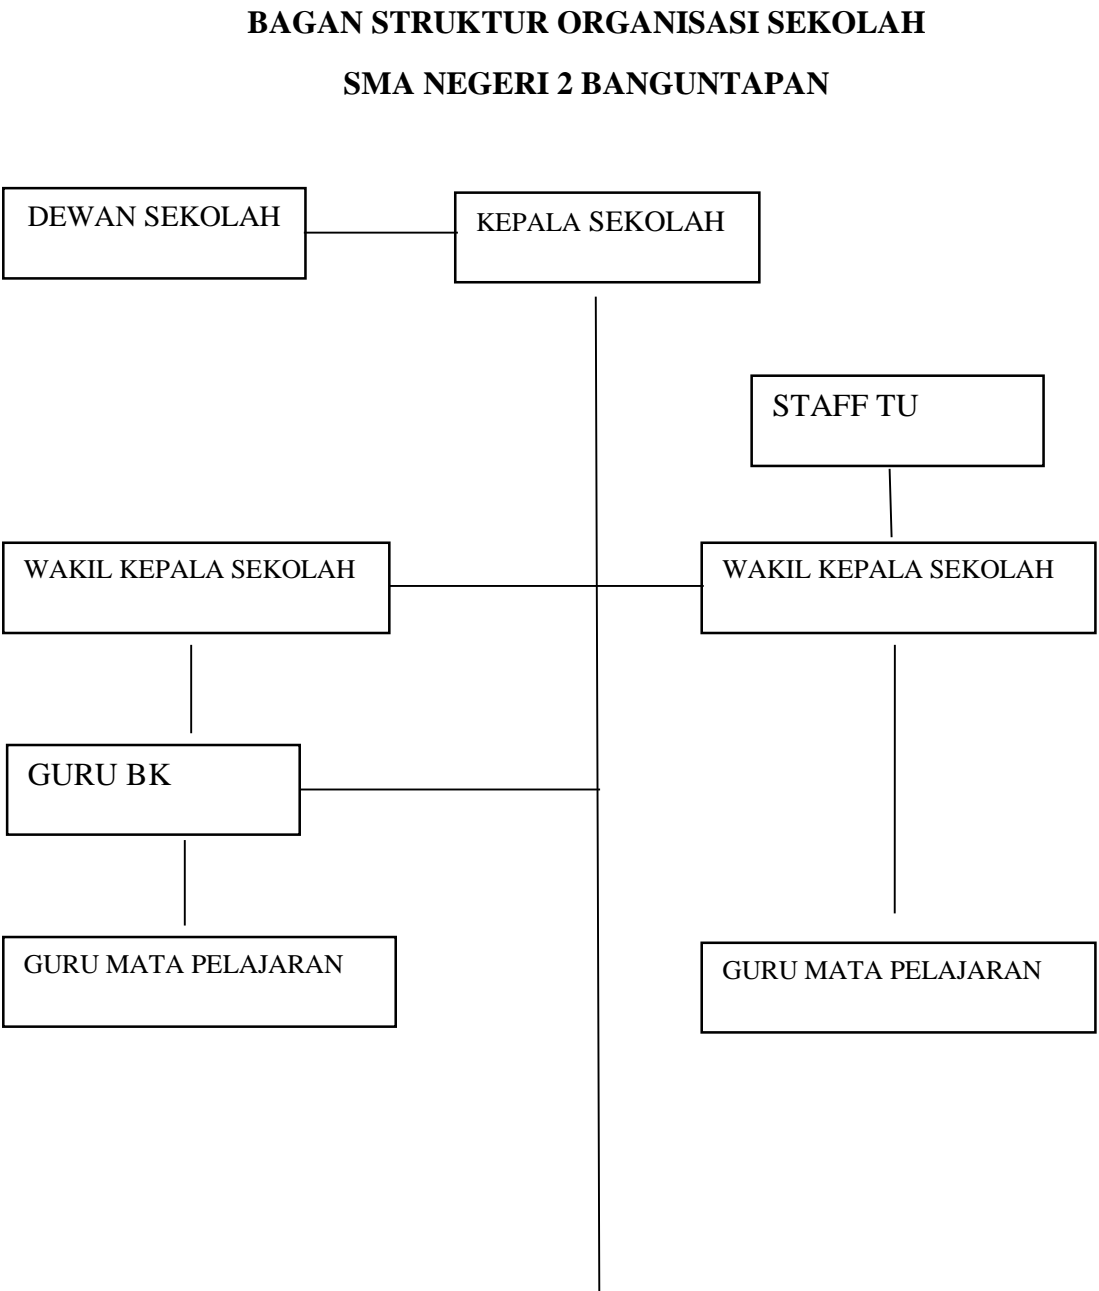 BAGAN STRUKTUR ORGANISASI SEKOLAH
SMA NEGERI 2 BANGUNTAPAN
DEWAN SEKOLAH
KEPALA SEKOLAH
STAFF TU
WAKIL KEPALA SEKOLAH
WAKIL KEPALA SEKOLAH
GURU BK
GURU MATA PELAJARAN
GURU MATA PELAJARAN